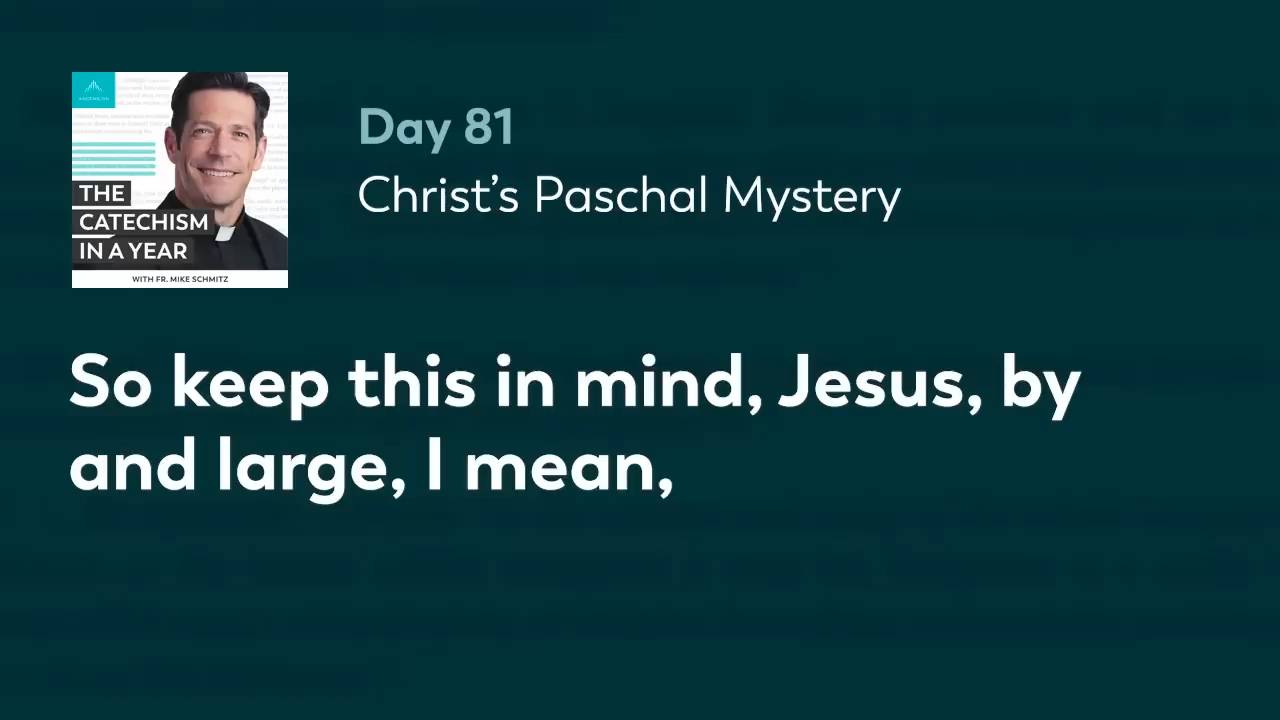 ASCENSION
THE
CATECHISM
IN A YEAR
WITH FR. MIKE SCHMITZ
Day 81
Christ's Paschal Mystery
So keep this in mind, Jesus, by
and large, I mean,